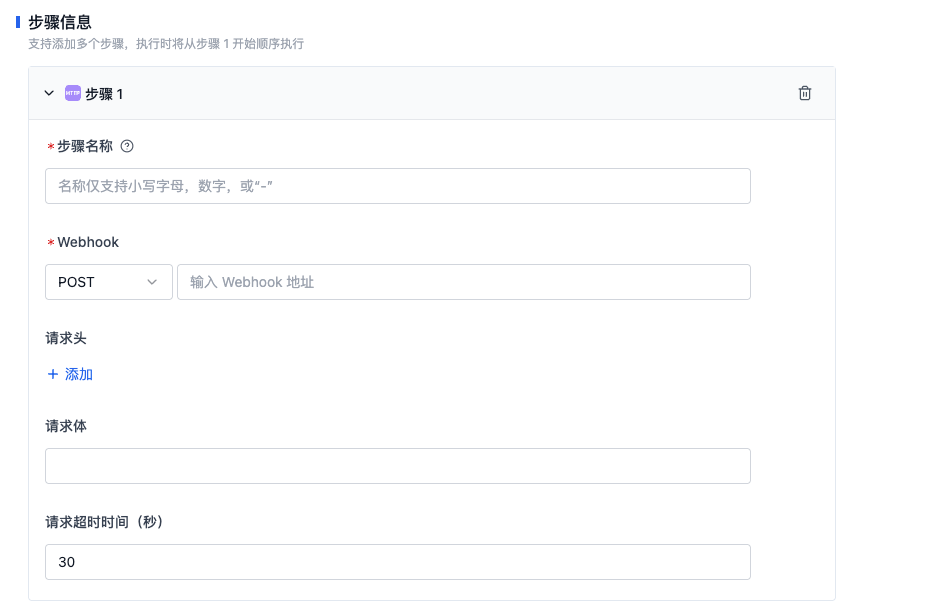 步骤信息
支持添加多个步骤，执行时将从步骤 1 开始顺序执行
HTTP 步骤 1
* 步骤名称
名称仅支持小写字母，数字，或“-”
* Webhook
POST 输入 Webhook 地址
请求头
+ 添加
请求体
请求超时时间（秒）
30